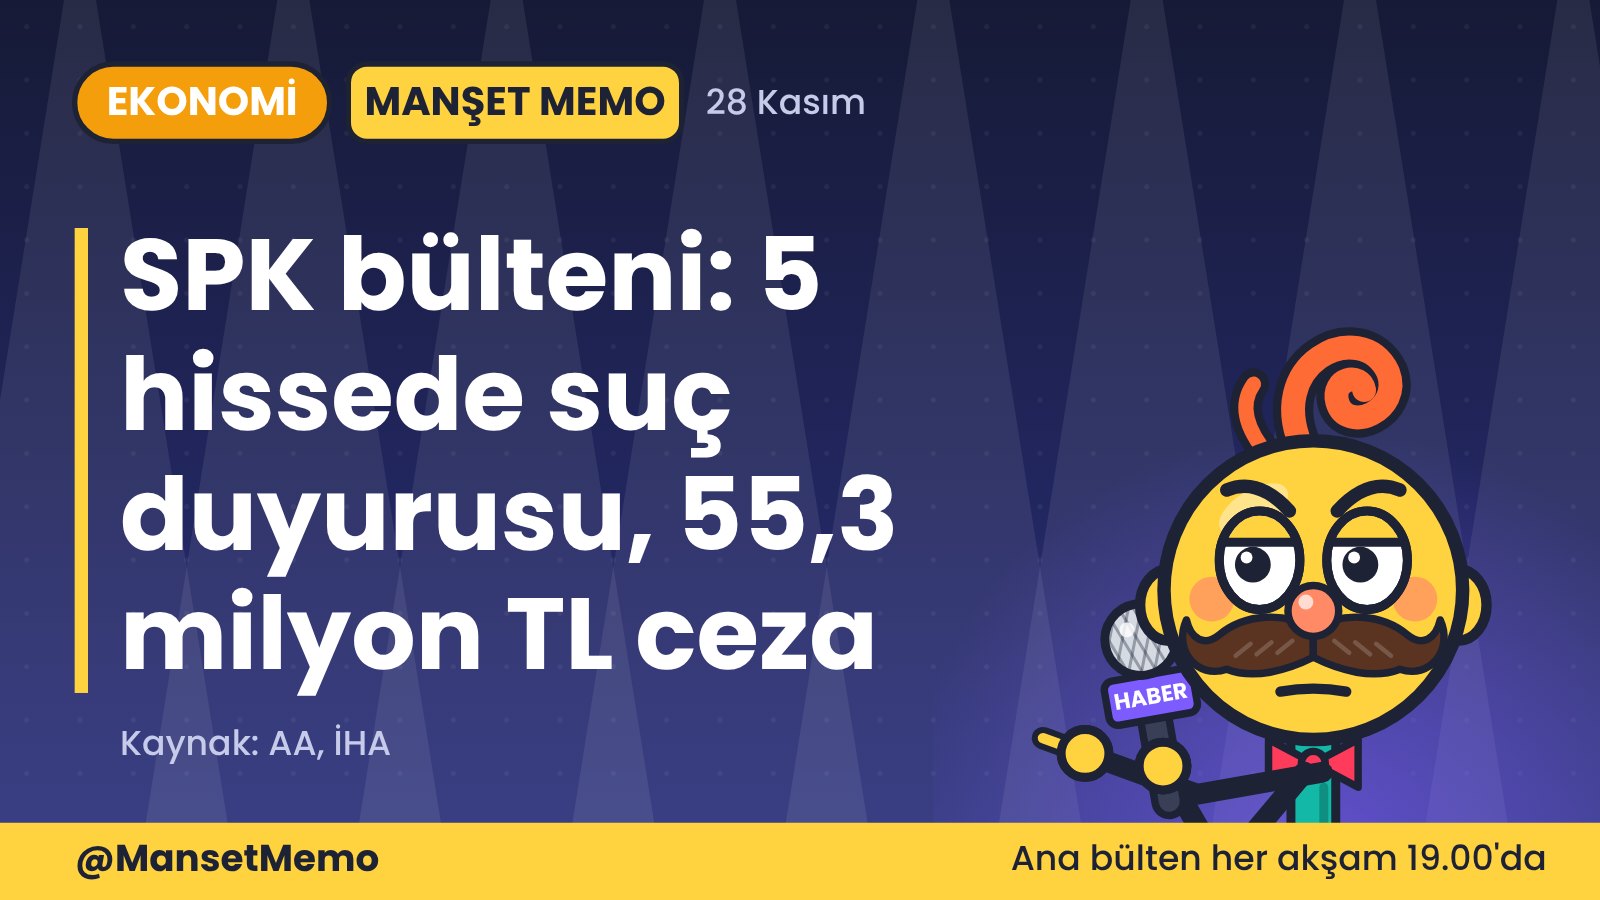 EKONOMİ MANŞET MEMO 28 Kasım
SPK bülteni: 5
hissede suç
duyurusu, 55,3
milyon TL ceza
Kaynak: AA, İHA
HABER
@MansetMemo Ana bülten her akşam 19.00'da